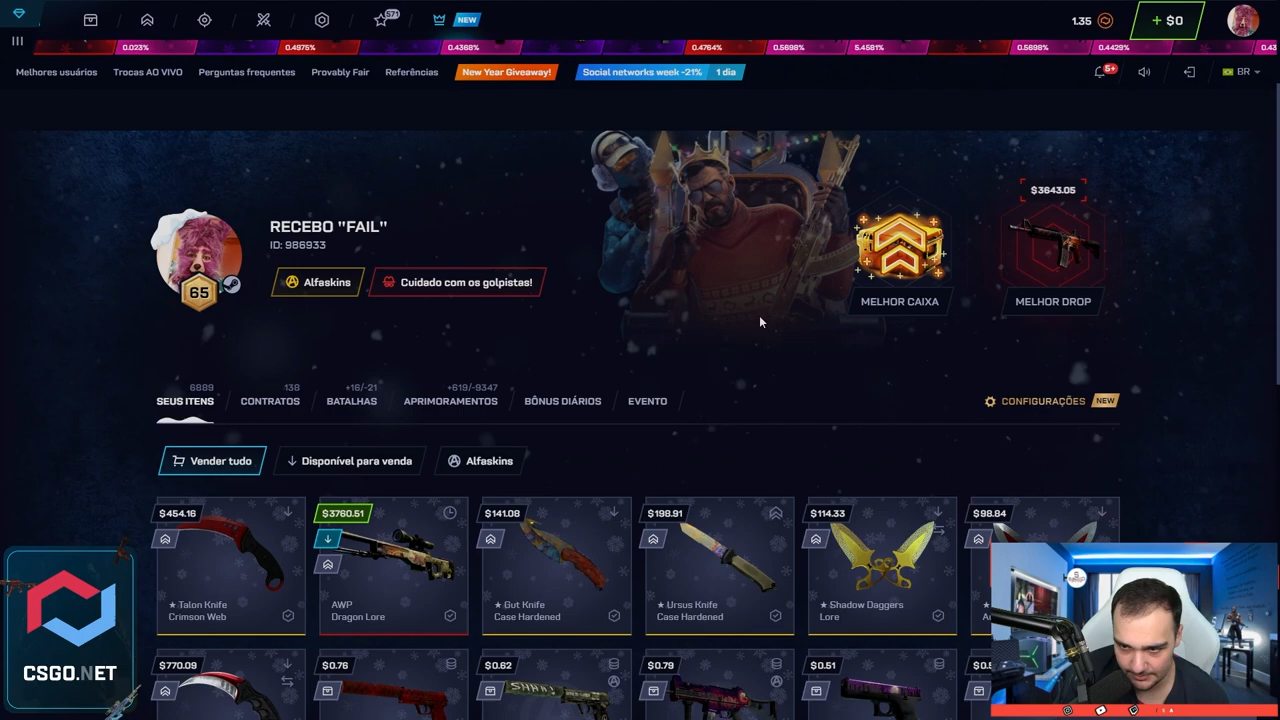 371
NEW
1.35
+ $0
0.023%
0.4975%
0.4368%
0.4764%
0.5698%
5.4581%
0.5698%
0.4429%
0.43
Melhores usuários
Trocas AO VIVO
Perguntas frequentes
Provably Fair
Referências
New Year Giveaway!
Social networks week -21%
1 dia
5+
BR
$3643.05
RECEBO "FAIL"
ID: 986933
65
Alfaskins
Cuidado com os golpistas!
MELHOR CAIXA
MELHOR DROP
6889
138
+16/-21
+619/-9347
SEUS ITENS
CONTRATOS
BATALHAS
APRIMORAMENTOS
BÔNUS DIÁRIOS
EVENTO
CONFIGURAÇÕES
NEW
Vender tudo
Disponível para venda
Alfaskins
$454.16
$3760.51
$141.08
$198.91
$114.33
$98.84
★ Talon Knife
Crimson Web
AWP
Dragon Lore
★ Gut Knife
Case Hardened
★ Ursus Knife
Case Hardened
★ Shadow Daggers
Lore
$770.09
$0.76
$0.62
$0.79
$0.51
CSGO.NET